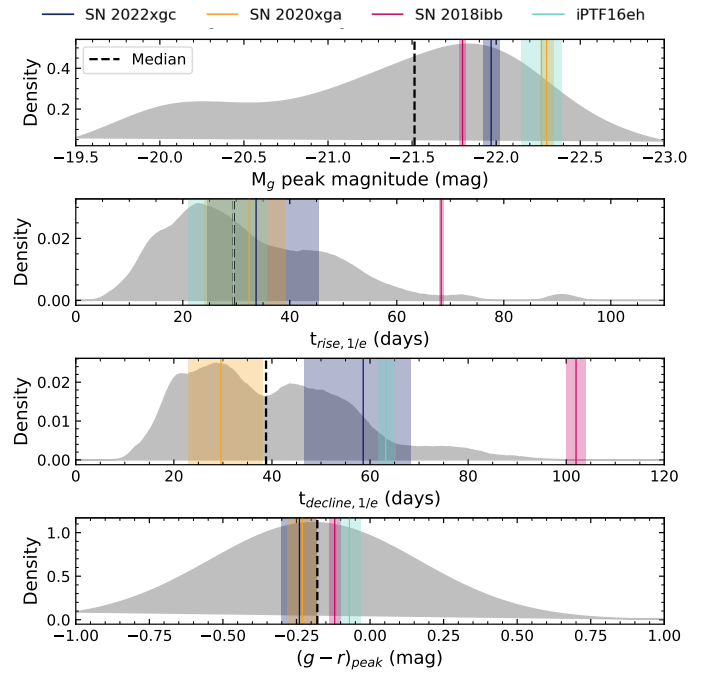 SN 2022xgc SN 2020xga SN 2018ibb iPTF16eh
Median
Density
0.4
0.2
−19.5 −20.0 −20.5 −21.0 −21.5 −22.0 −22.5 −23.0
M_g peak magnitude (mag)
Density
0.02
0.00
0 20 40 60 80 100
t_rise, 1/e (days)
Density
0.02
0.01
0.00
0 20 40 60 80 100 120
t_decline, 1/e (days)
Density
1.0
0.5
0.0
−1.00 −0.75 −0.50 −0.25 0.00 0.25 0.50 0.75 1.00
(g − r)_peak (mag)